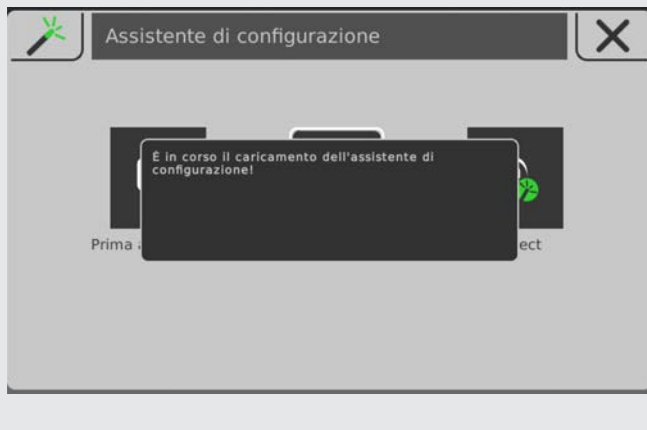 Assistente di configurazione
È in corso il caricamento dell'assistente di
configurazione!
Prima
ect